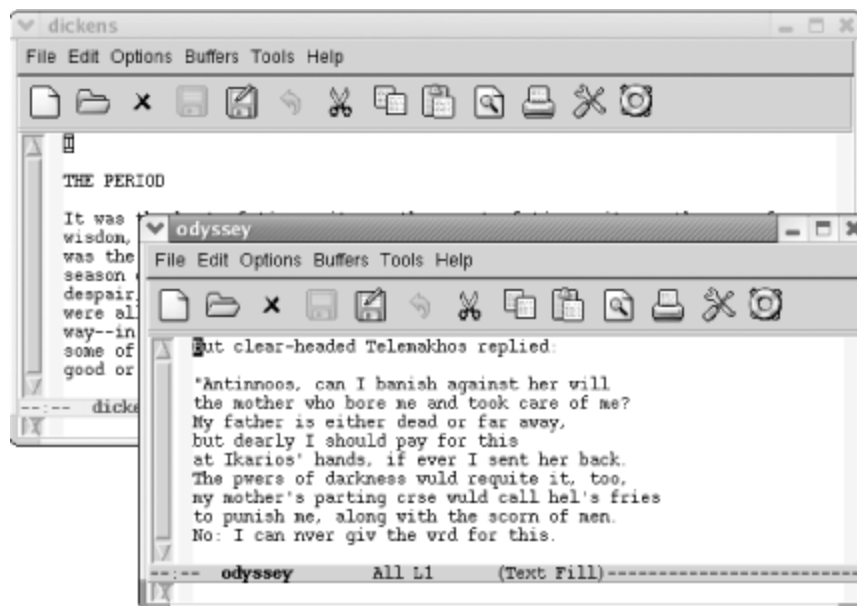 dickens
File Edit Options Buffers Tools Help
THE PERIOD
It was
wisdom,
was the
season
despair
were all
way--in
some of
good or
--:-- dicke
odyssey
File Edit Options Buffers Tools Help
But clear-headed Telemakhos replied:
"Antinnoos, can I banish against her will
the mother who bore me and took care of me?
My father is either dead or far away,
but dearly I should pay for this
at Ikarios' hands, if ever I sent her back.
The pwers of darkness wuld requite it, too,
my mother's parting crse wuld call hel's fries
to punish me, along with the scorn of men.
No: I can nver giv the wrd for this.
--:-- odyssey All L1 (Text Fill)-----------------------